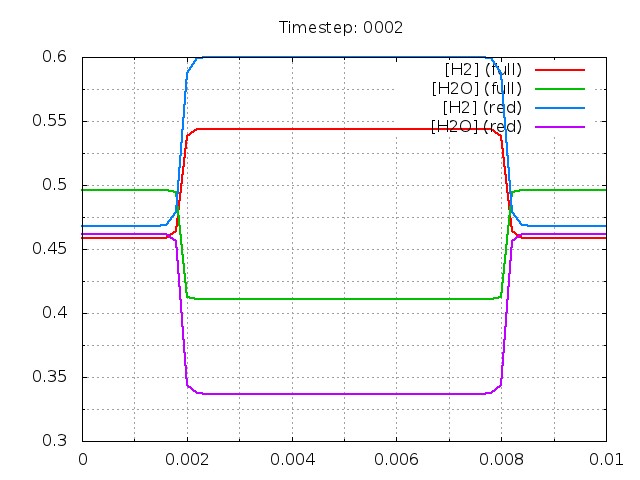 Timestep: 0002
0.6
0.55
0.5
0.45
0.4
0.35
0.3
[H2] (full)
[H2O] (full)
[H2] (red)
[H2O] (red)
0 0.002 0.004 0.006 0.008 0.01